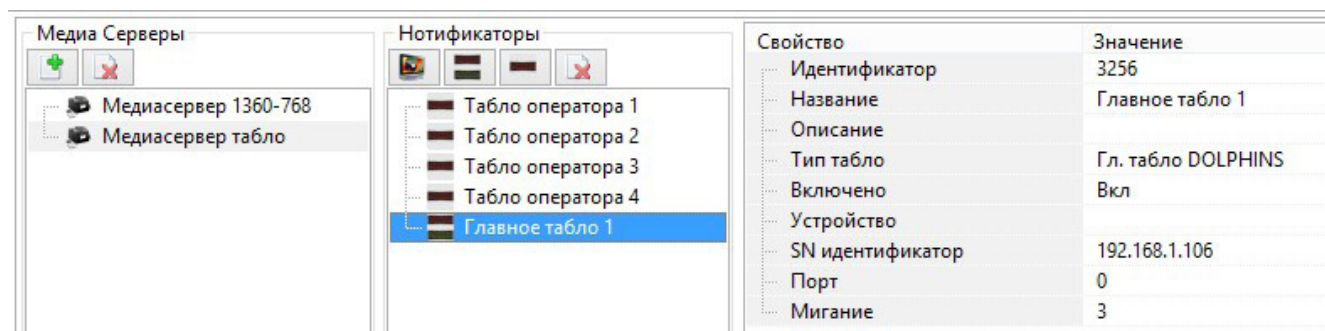 Медиа Серверы
Медиасервер 1360-768
Медиасервер табло
Нотификаторы
Табло оператора 1
Табло оператора 2
Табло оператора 3
Табло оператора 4
Главное табло 1
Свойство Значение
Идентификатор 3256
Название Главное табло 1
Описание
Тип табло Гл. табло DOLPHINS
Включено Вкл
Устройство
SN идентификатор 192.168.1.106
Порт 0
Мигание 3